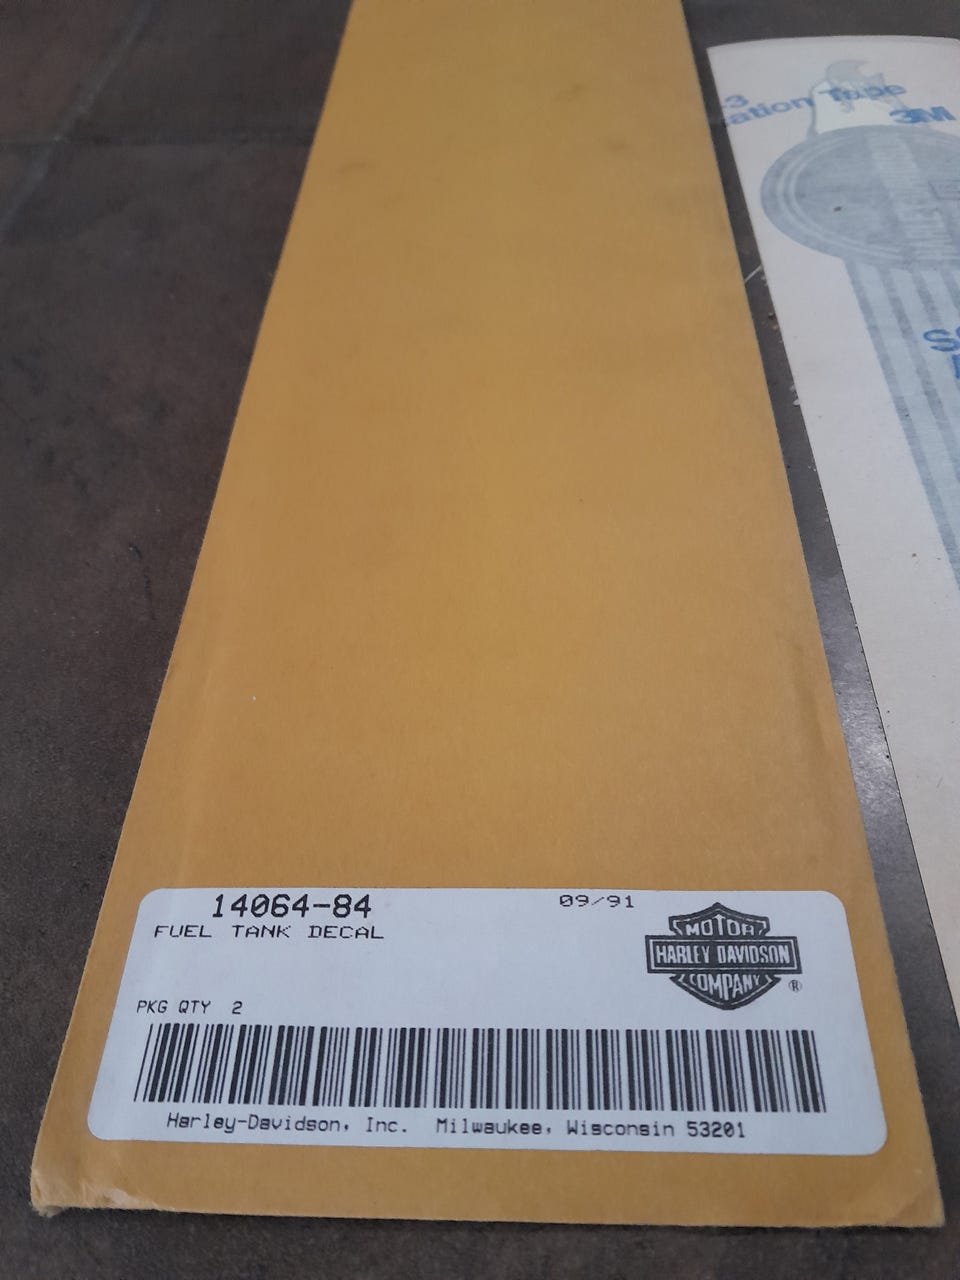 3M
14064-84
09/91
FUEL TANK DECAL
MOTOR
HARLEY DAVIDSON
COMPANY
®
PKG QTY 2
Harley-Davidson, Inc. Milwaukee, Wisconsin 53201